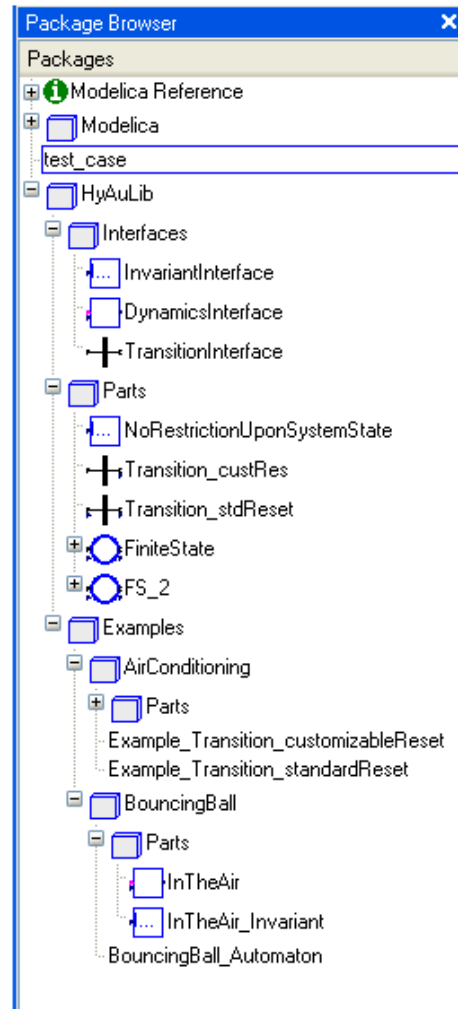 Package Browser
Packages
Modelica Reference
Modelica
test_case
HyAuLib
Interfaces
InvariantInterface
DynamicsInterface
TransitionInterface
Parts
NoRestrictionUponSystemState
Transition_custRes
Transition_stdReset
FiniteState
FS_2
Examples
AirConditioning
Parts
Example_Transition_customizableReset
Example_Transition_standardReset
BouncingBall
Parts
InTheAir
InTheAir_Invariant
BouncingBall_Automaton